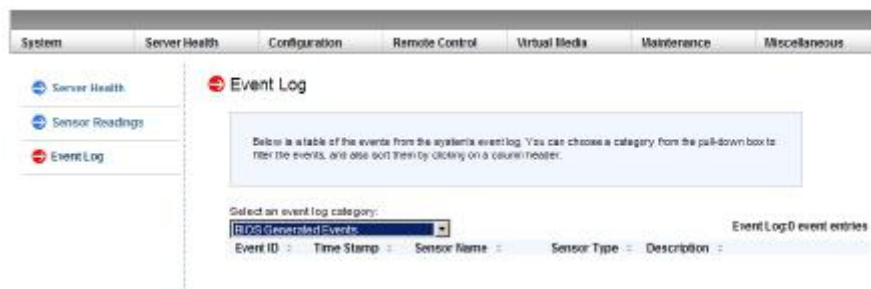 System Server Health Configuration Remote Control Virtual Media Maintenance Miscellaneous
Server Health
Sensor Readings
Event Log
Event Log
Below is a table of the events from the system's event log. You can choose a category from the pull-down box to
filter the events, and also sort them by clicking on a column header.
Select an event log category:
BIOS Generated Events
Event Log:0 event entries
Event ID Time Stamp Sensor Name Sensor Type Description